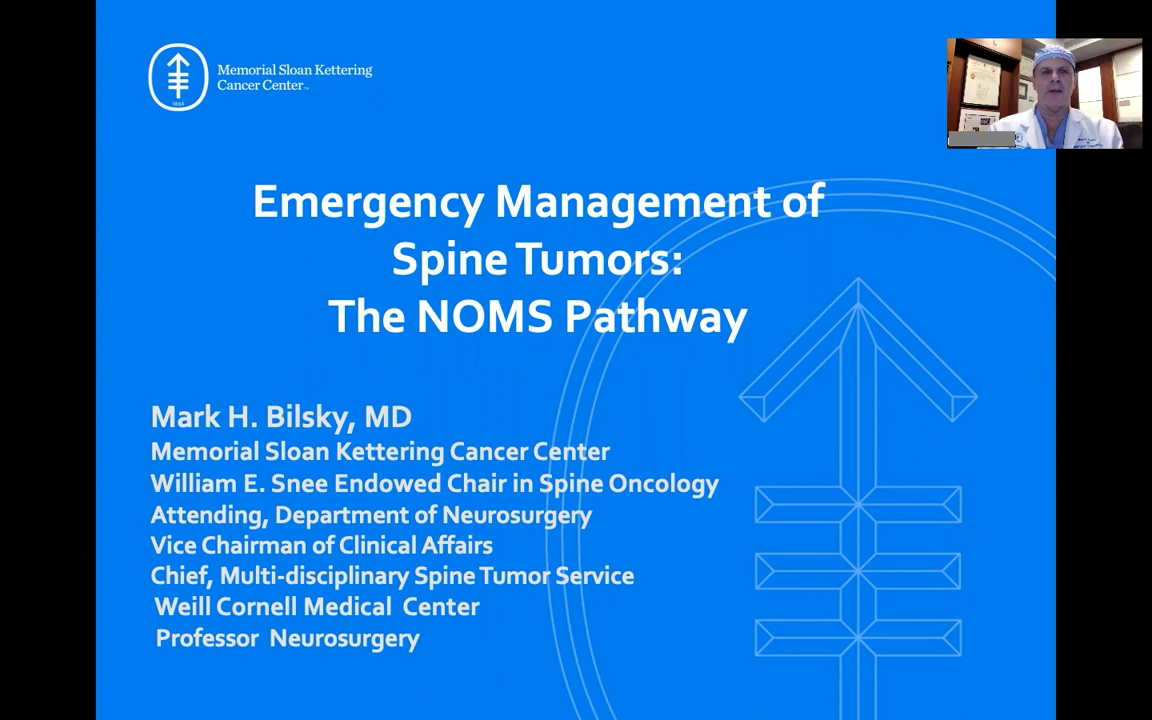 Memorial Sloan Kettering
Cancer Center™
1884
Emergency Management of
Spine Tumors:
The NOMS Pathway
Mark H. Bilsky, MD
Memorial Sloan Kettering Cancer Center
William E. Snee Endowed Chair in Spine Oncology
Attending, Department of Neurosurgery
Vice Chairman of Clinical Affairs
Chief, Multi-disciplinary Spine Tumor Service
Weill Cornell Medical Center
Professor Neurosurgery